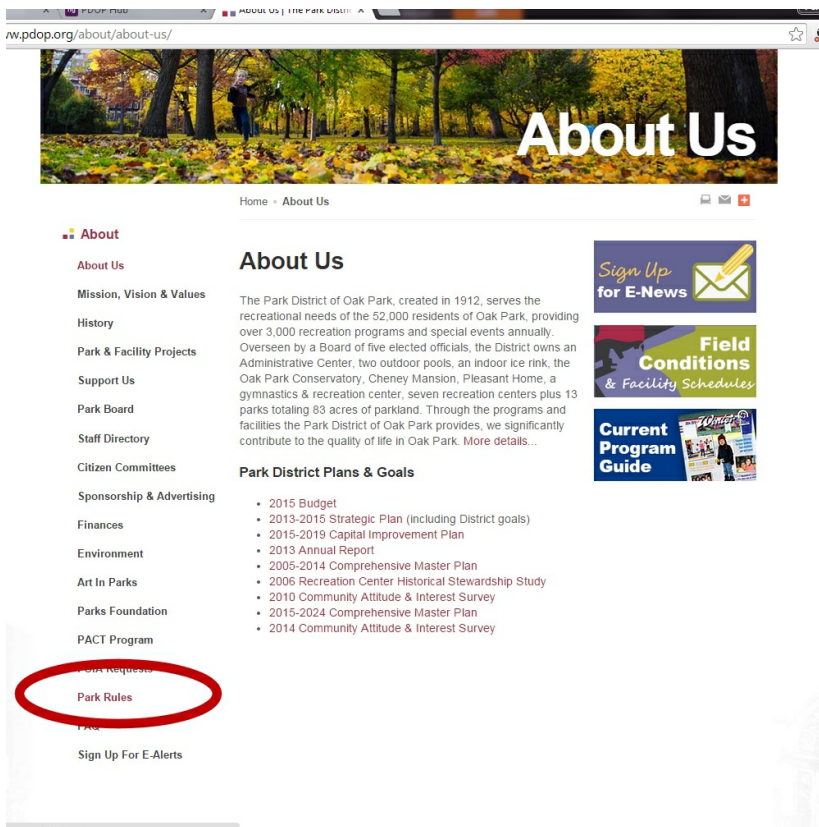 PDOP Hub
About Us | The Park Distric
ww.pdop.org/about/about-us/
About Us
Home • About Us
About
About Us
Mission, Vision & Values
History
Park & Facility Projects
Support Us
Park Board
Staff Directory
Citizen Committees
Sponsorship & Advertising
Finances
Environment
Art In Parks
Parks Foundation
PACT Program
FOIA Requests
Park Rules
FAQ
Sign Up For E-Alerts
About Us
The Park District of Oak Park, created in 1912, serves the
recreational needs of the 52,000 residents of Oak Park, providing
over 3,000 recreation programs and special events annually.
Overseen by a Board of five elected officials, the District owns an
Administrative Center, two outdoor pools, an indoor ice rink, the
Oak Park Conservatory, Cheney Mansion, Pleasant Home, a
gymnastics & recreation center, seven recreation centers plus 13
parks totaling 83 acres of parkland. Through the programs and
facilities the Park District of Oak Park provides, we significantly
contribute to the quality of life in Oak Park. More details...
Park District Plans & Goals
• 2015 Budget
• 2013-2015 Strategic Plan (including District goals)
• 2015-2019 Capital Improvement Plan
• 2013 Annual Report
• 2005-2014 Comprehensive Master Plan
• 2006 Recreation Center Historical Stewardship Study
• 2010 Community Attitude & Interest Survey
• 2015-2024 Comprehensive Master Plan
• 2014 Community Attitude & Interest Survey
Sign Up
for E-News
Field
Conditions
& Facility Schedules
Current
Program
Guide
Winter